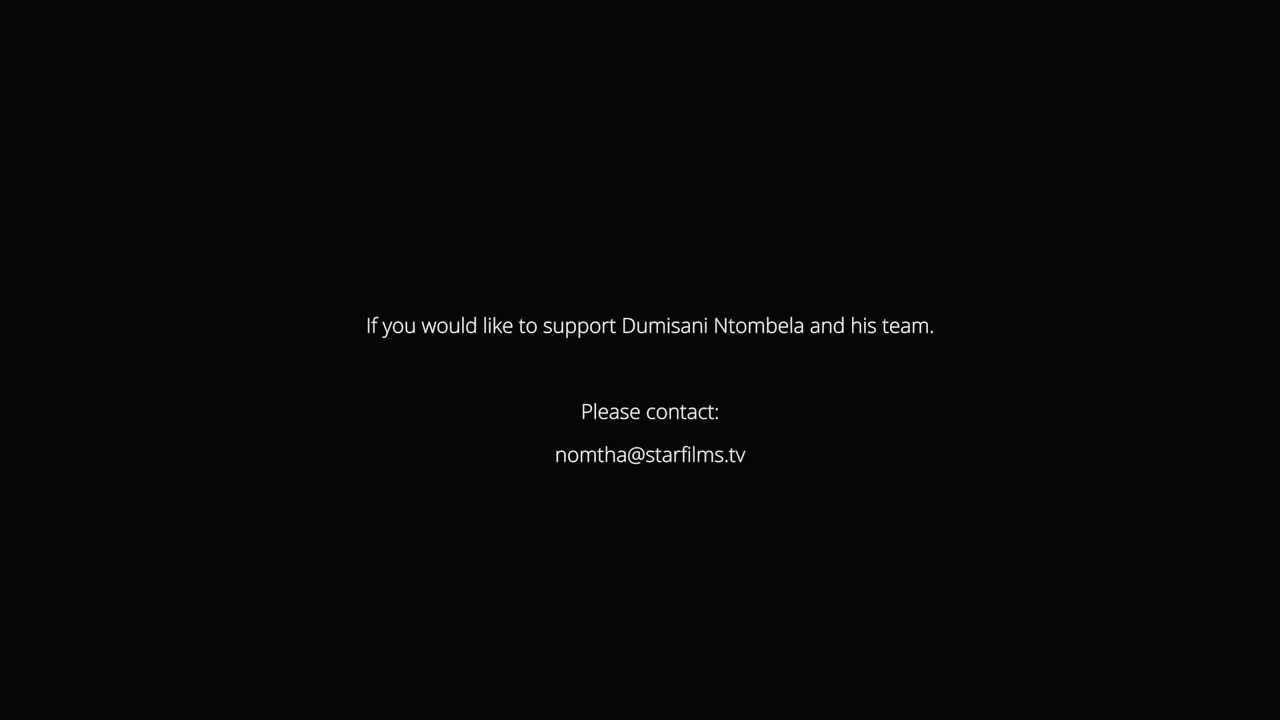 If you would like to support Dumisani Ntombela and his team.
Please contact:
nomtha@starfilms.tv